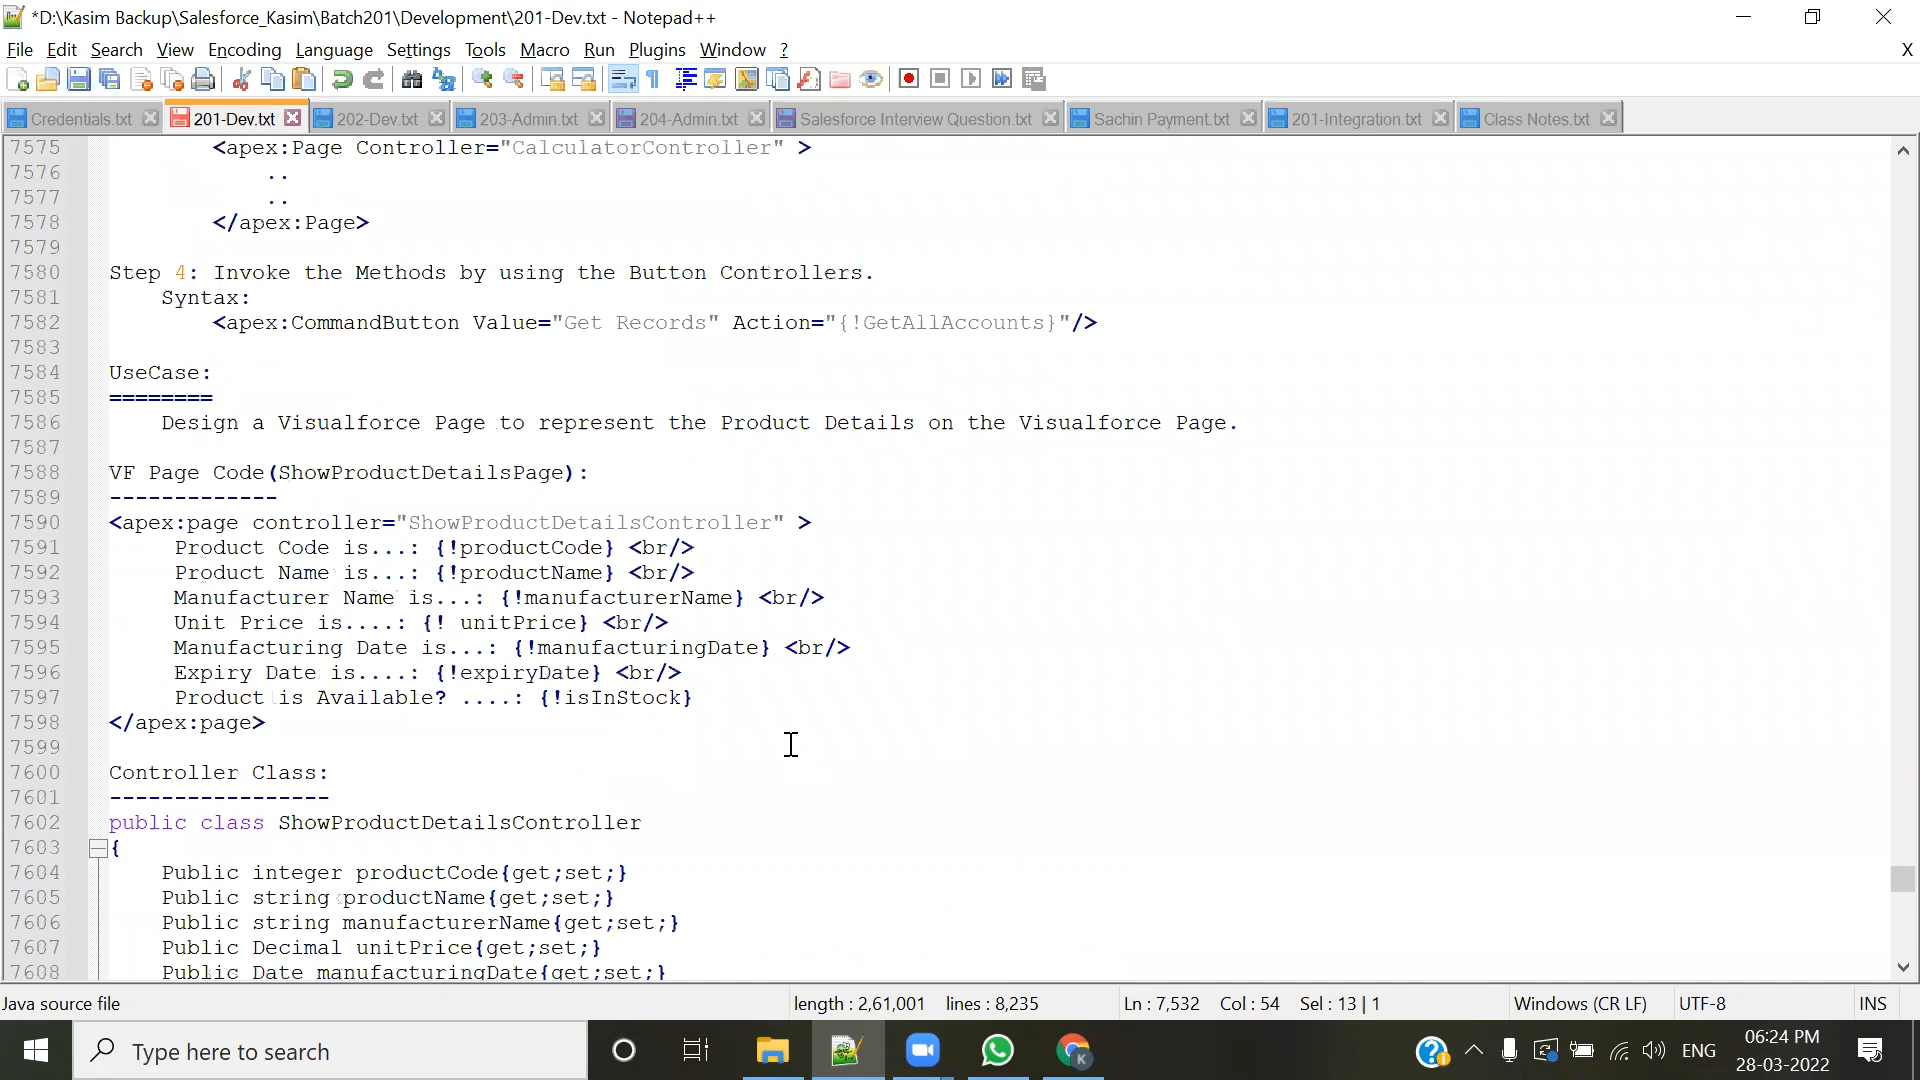 *D:\Kasim Backup\Salesforce_Kasim\Batch201\Development\201-Dev.txt - Notepad++
File Edit Search View Encoding Language Settings Tools Macro Run Plugins Window ? X
Credentials.txt 201-Dev.txt 202-Dev.txt 203-Admin.txt 204-Admin.txt Salesforce Interview Question.txt Sachin Payment.txt 201-Integration.txt Class Notes.txt
7575 <apex:Page Controller="CalculatorController" >
7576 ..
7577 ..
7578 </apex:Page>
7579
7580 Step 4: Invoke the Methods by using the Button Controllers.
7581 Syntax:
7582 <apex:CommandButton Value="Get Records" Action="{!GetAllAccounts}"/>
7583
7584 UseCase:
7585 ========
7586 Design a Visualforce Page to represent the Product Details on the Visualforce Page.
7587
7588 VF Page Code(ShowProductDetailsPage):
7589 -------------
7590 <apex:page controller="ShowProductDetailsController" >
7591 Product Code is...: {!productCode} <br/>
7592 Product Name is...: {!productName} <br/>
7593 Manufacturer Name is...: {!manufacturerName} <br/>
7594 Unit Price is....: {! unitPrice} <br/>
7595 Manufacturing Date is...: {!manufacturingDate} <br/>
7596 Expiry Date is....: {!expiryDate} <br/>
7597 Product is Available? ....: {!isInStock}
7598 </apex:page>
7599
7600 Controller Class:
7601 -----------------
7602 public class ShowProductDetailsController
7603 {
7604 Public integer productCode{get;set;}
7605 Public string productName{get;set;}
7606 Public string manufacturerName{get;set;}
7607 Public Decimal unitPrice{get;set;}
7608 Public Date manufacturingDate{get;set;}
Java source file length : 2,61,001 lines : 8,235 Ln : 7,532 Col : 54 Sel : 13 | 1 Windows (CR LF) UTF-8 INS
Type here to search
ENG
06:24 PM
28-03-2022